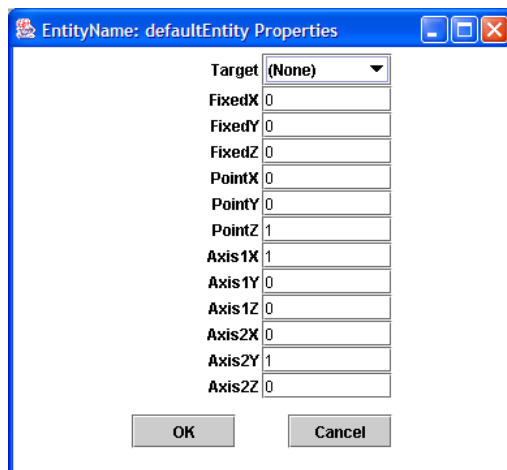 EntityName: defaultEntity Properties
Target (None)
FixedX 0
FixedY 0
FixedZ 0
PointX 0
PointY 0
PointZ 1
Axis1X 1
Axis1Y 0
Axis1Z 0
Axis2X 0
Axis2Y 1
Axis2Z 0
OK Cancel